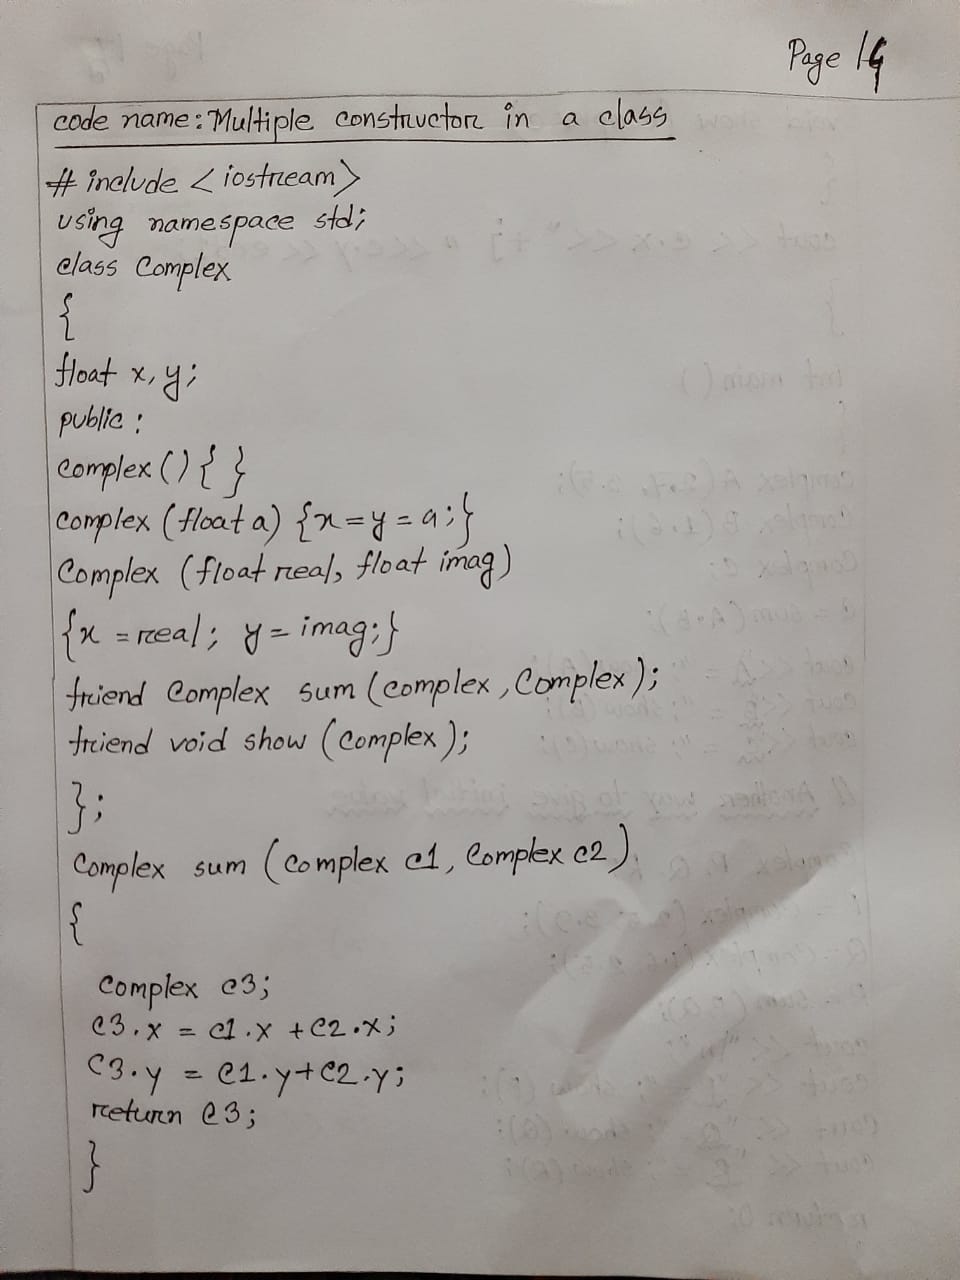 Page 14
code name: Multiple constructor in a class
# include <iostream>
using namespace std;
class Complex
{
float x, y;
public:
complex () { }
complex (float a) {x=y=a;}
Complex (float real, float imag)
{x = real; y = imag;}
friend Complex sum (complex, Complex);
friend void show (complex);
};
Complex sum (complex c1, Complex c2)
{
complex c3;
c3.x = c1.x + c2.x;
c3.y = c1.y + c2.y;
return c3;
}